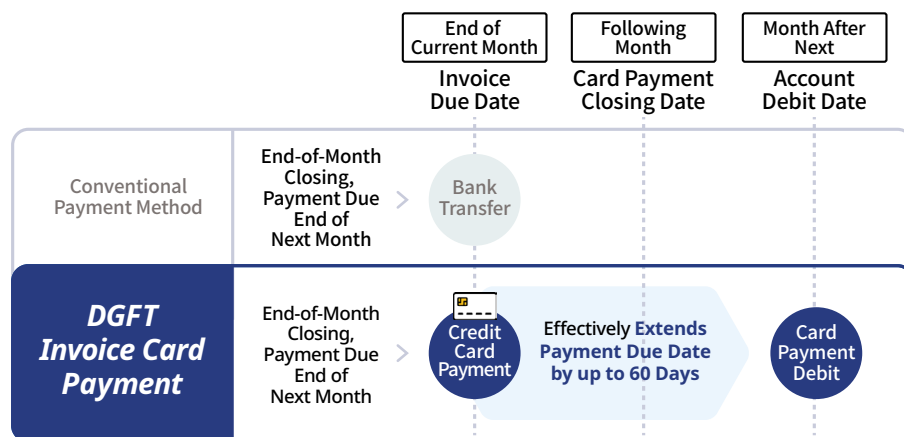 End of
Current Month
Following
Month
Month After
Next
Invoice
Due Date
Card Payment
Closing Date
Account
Debit Date
Conventional
Payment Method
End-of-Month
Closing,
Payment Due
End of
Next Month
Bank
Transfer
DGFT
Invoice Card
Payment
End-of-Month
Closing,
Payment Due
End of
Next Month
Credit
Card
Payment
Effectively Extends
Payment Due Date
by up to 60 Days
Card
Payment
Debit